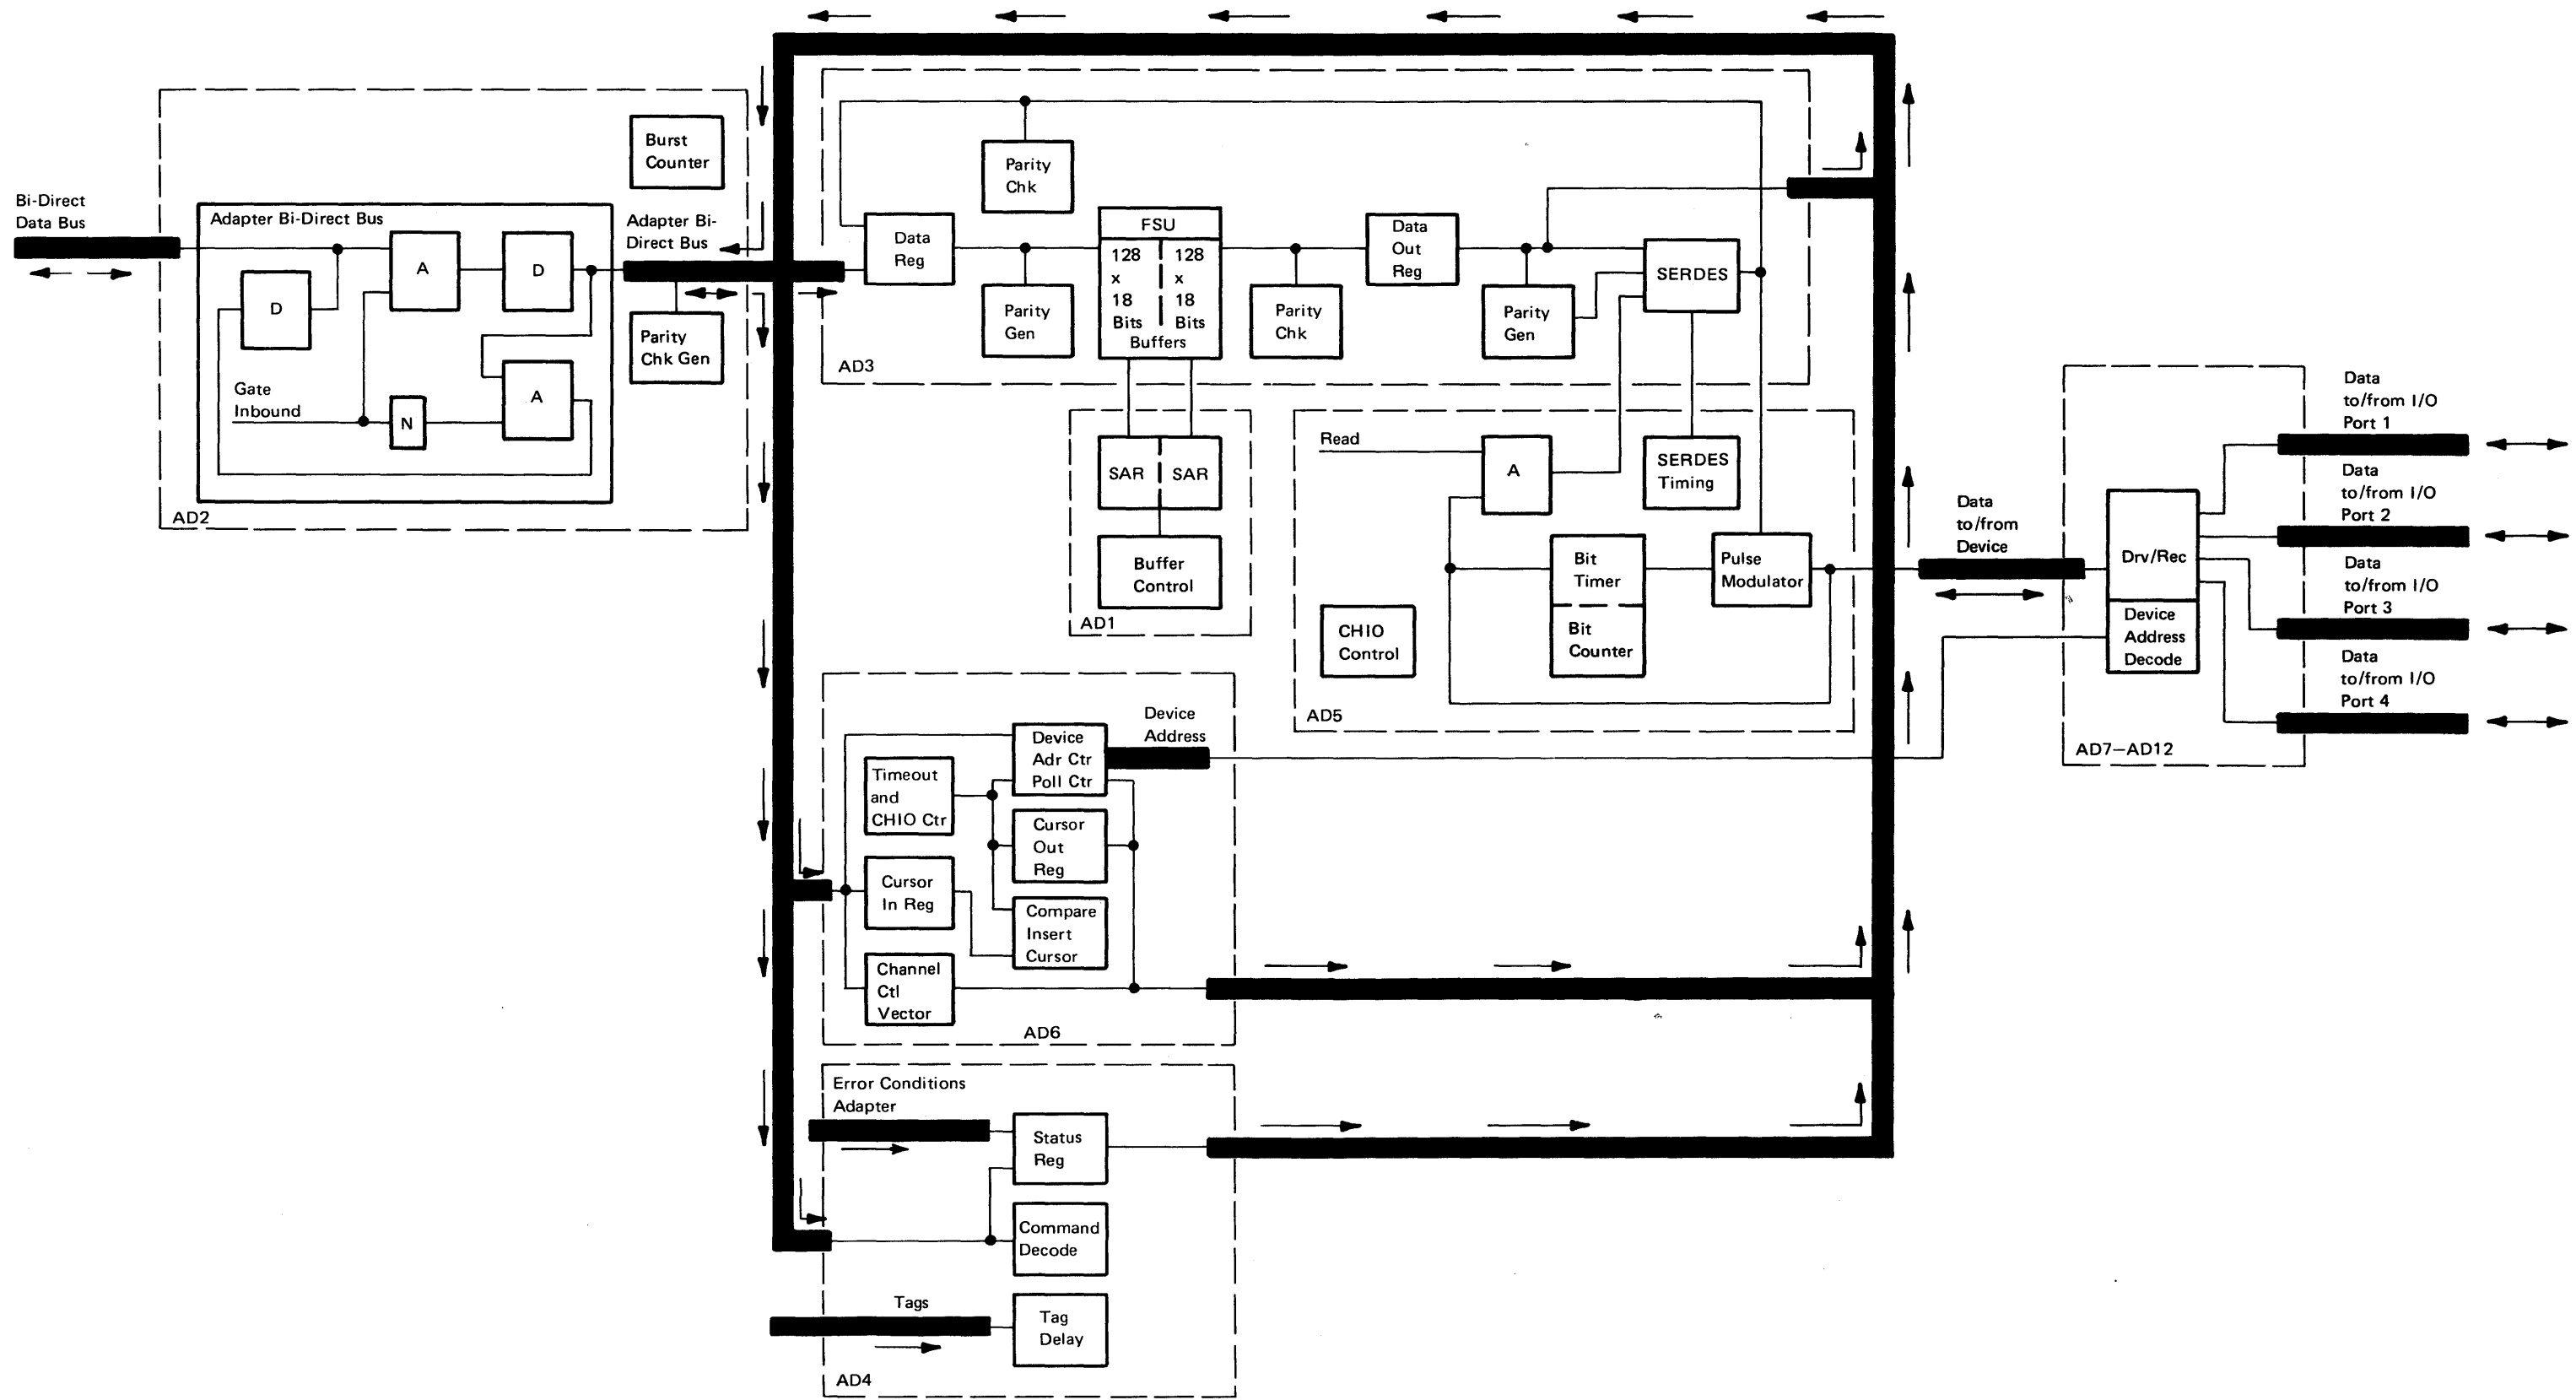 Bi-Direct
Data Bus
Adapter Bi-Direct Bus
A
D
D
Gate
Inbound
N
A
AD2
Burst
Counter
Adapter Bi-
Direct Bus
Parity
Chk Gen
Parity
Chk
Data
Reg
Parity
Gen
FSU
128
x
18
Bits
128
x
18
Bits
Buffers
Parity
Chk
Data
Out
Reg
Parity
Gen
SERDES
AD3
SAR
SAR
Buffer
Control
AD1
Read
A
SERDES
Timing
Bit
Timer
Bit
Counter
Pulse
Modulator
CHIO
Control
AD5
Data
to/from
Device
Drv/Rec
Device
Address
Decode
AD7–AD12
Data
to/from I/O
Port 1
Data
to/from I/O
Port 2
Data
to/from I/O
Port 3
Data
to/from I/O
Port 4
Device
Address
Device
Adr Ctr
Poll Ctr
Timeout
and
CHIO Ctr
Cursor
Out
Reg
Cursor
In Reg
Compare
Insert
Cursor
Channel
Ctl
Vector
AD6
Error Conditions
Adapter
Status
Reg
Command
Decode
Tags
Tag
Delay
AD4